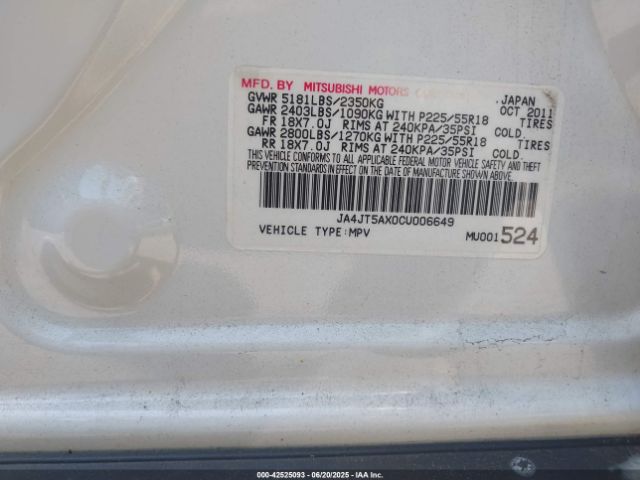 MFD. BY MITSUBISHI MOTORS JAPAN
GVWR 5181LBS/2350KG OCT 2011
GAWR 2403LBS/1090KG WITH P225/55R18 TIRES
FR 18X7.0J RIMS AT 240KPA/35PSI COLD.
GAWR 2800LBS/1270KG WITH P225/55R18 TIRES
RR 18X7.0J RIMS AT 240KPA/35PSI COLD.
THIS VEHICLE CONFORMS TO ALL APPLICABLE FEDERAL MOTOR VEHICLE SAFETY AND THEFT
PREVENTION STANDARDS IN EFFECT ON THE DATE OF MANUFACTURE SHOWN ABOVE.
JA4JT5AX0CU006649
VEHICLE TYPE:MPV MU001524
000-42525093 06/20/2025 IAAI.COM